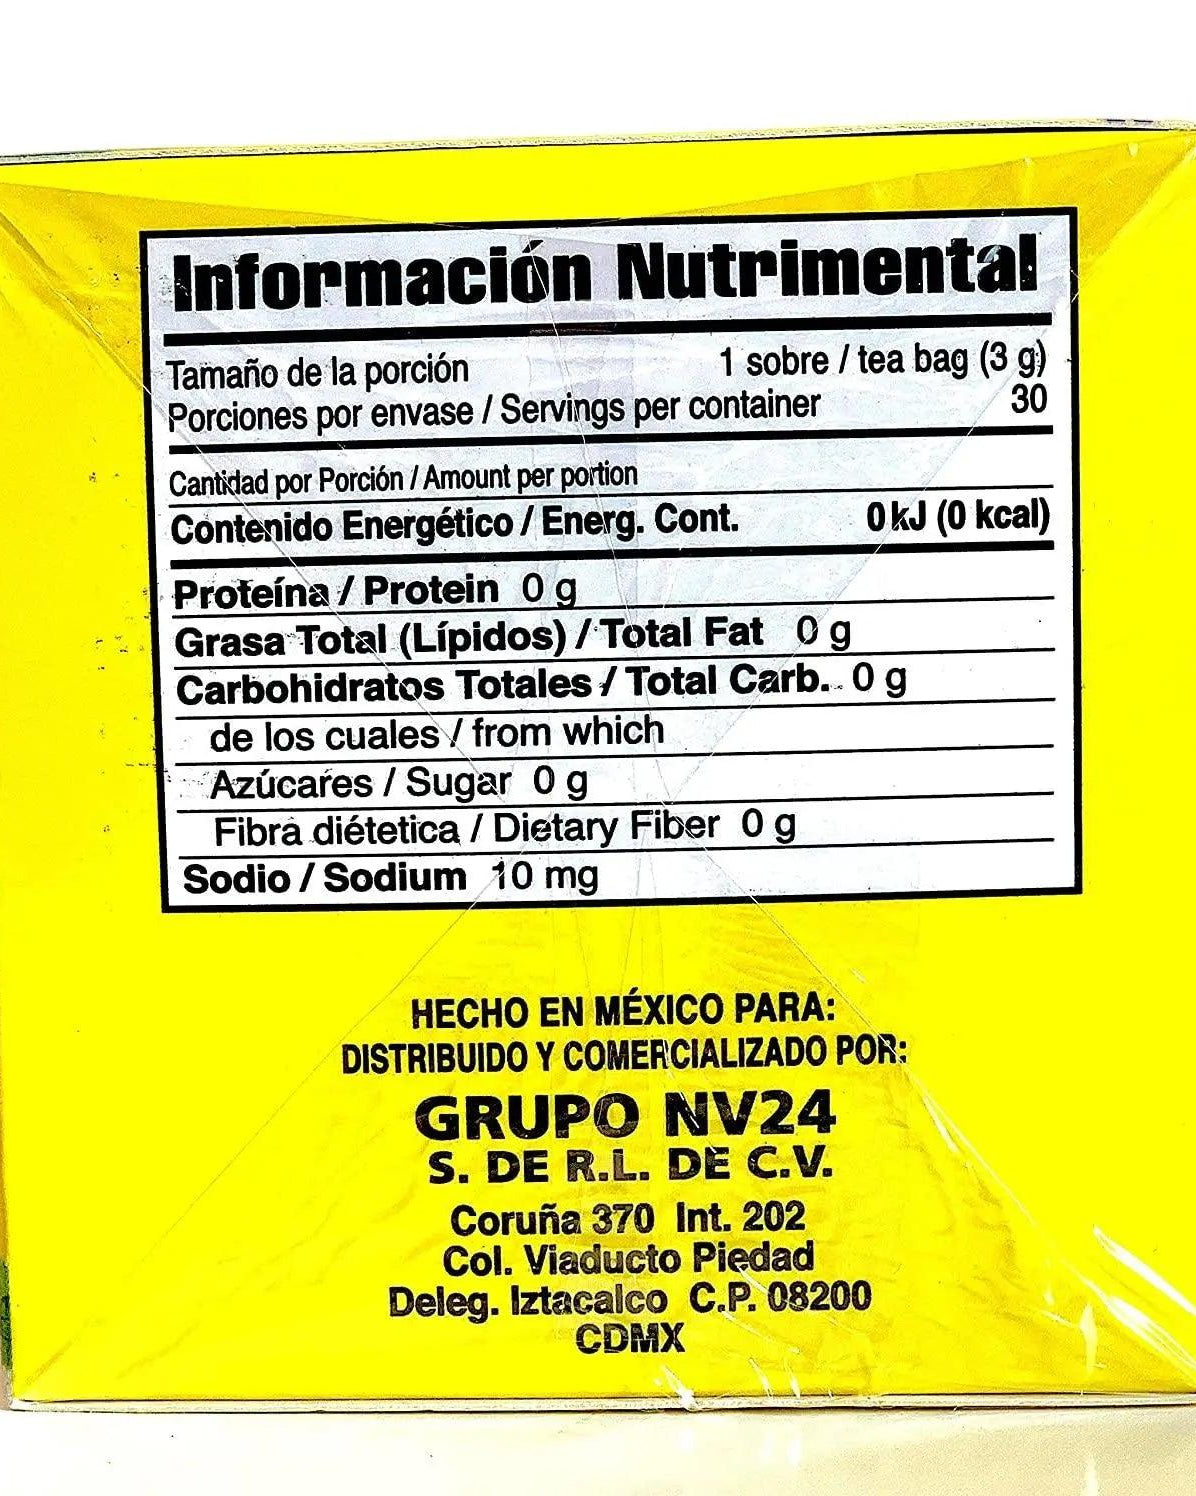 Información Nutrimental
Tamaño de la porción 1 sobre / tea bag (3 g)
Porciones por envase / Servings per container 30
Cantidad por Porción / Amount per portion
Contenido Energético / Energ. Cont. 0 kJ (0 kcal)
Proteína / Protein 0 g
Grasa Total (Lípidos) / Total Fat 0 g
Carbohidratos Totales / Total Carb. 0 g
de los cuales / from which
Azúcares / Sugar 0 g
Fibra diétetica / Dietary Fiber 0 g
Sodio / Sodium 10 mg
HECHO EN MÉXICO PARA:
DISTRIBUIDO Y COMERCIALIZADO POR:
GRUPO NV24
S. DE R.L. DE C.V.
Coruña 370 Int. 202
Col. Viaducto Piedad
Deleg. Iztacalco C.P. 08200
CDMX